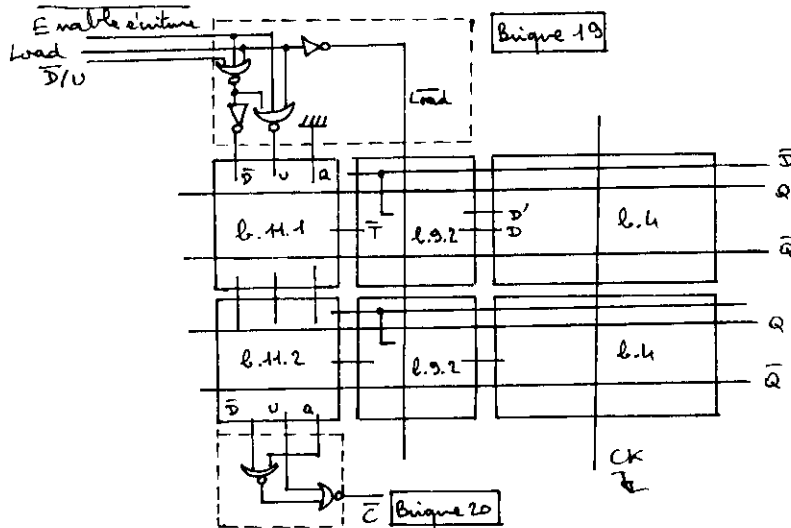 Enable écriture
Load
D̅/U
Brique 19
Load
D̅ U Q
D̅
Q
b.11.1
T̅
b.9.2
D'
D
b.4
Q̅
b.11.2
b.9.2
b.4
Q
Q̅
D̅ U Q
C̅
Brique 20
CK